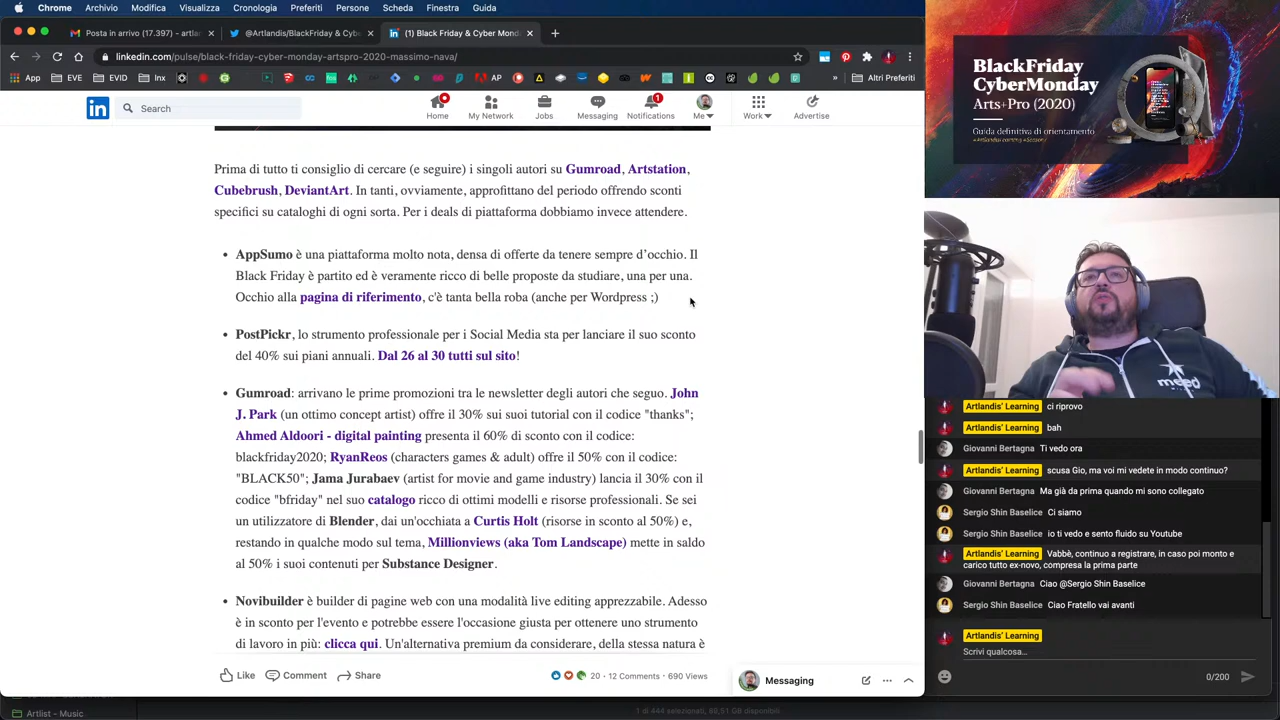 Chrome Archivio Modifica Visualizza Cronologia Preferiti Persone Scheda Finestra Guida
Posta in arrivo (17.397) - artlan
@Artlandis/BlackFriday & Cyb
(1) Black Friday & Cyber Mond
linkedin.com/pulse/black-friday-cyber-monday-artspro-2020-massimo-nava/
App EVE EVID Inx AP Altri Preferiti
Search
Home My Network Jobs Messaging Notifications Me Work Advertise
Prima di tutto ti consiglio di cercare (e seguire) i singoli autori su Gumroad, Artstation,
Cubebrush, DeviantArt. In tanti, ovviamente, approfittano del periodo offrendo sconti
specifici su cataloghi di ogni sorta. Per i deals di piattaforma dobbiamo invece attendere.
• AppSumo è una piattaforma molto nota, densa di offerte da tenere sempre d'occhio. Il
Black Friday è partito ed è veramente ricco di belle proposte da studiare, una per una.
Occhio alla pagina di riferimento, c'è tanta bella roba (anche per Wordpress ;)
• PostPickr, lo strumento professionale per i Social Media sta per lanciare il suo sconto
del 40% sui piani annuali. Dal 26 al 30 tutti sul sito!
• Gumroad: arrivano le prime promozioni tra le newsletter degli autori che seguo. John
J. Park (un ottimo concept artist) offre il 30% sui suoi tutorial con il codice "thanks";
Ahmed Aldoori - digital painting presenta il 60% di sconto con il codice:
blackfriday2020; RyanReos (characters games & adult) offre il 50% con il codice:
"BLACK50"; Jama Jurabaev (artist for movie and game industry) lancia il 30% con il
codice "bfriday" nel suo catalogo ricco di ottimi modelli e risorse professionali. Se sei
un utilizzatore di Blender, dai un'occhiata a Curtis Holt (risorse in sconto al 50%) e,
restando in qualche modo sul tema, Millionviews (aka Tom Landscape) mette in saldo
al 50% i suoi contenuti per Substance Designer.
• Novibuilder è builder di pagine web con una modalità live editing apprezzabile. Adesso
è in sconto per l'evento e potrebbe essere l'occasione giusta per ottenere uno strumento
di lavoro in più: clicca qui. Un'alternativa premium da considerare, della stessa natura è
Like Comment Share 20 · 12 Comments · 690 Views
Messaging
Artlist - Music
1 di 444 selezionati, 88,51 GB disponibili
BlackFriday
CyberMonday
Arts+Pro (2020)
Guida definitiva di orientamento
meed
Artlandis' Learning ci riprovo
Artlandis' Learning bah
Giovanni Bertagna Ti vedo ora
Artlandis' Learning scusa Gio, ma voi mi vedete in modo continuo?
Giovanni Bertagna Ma già da prima quando mi sono collegato
Sergio Shin Baselice Ci siamo
Sergio Shin Baselice io ti vedo e sento fluido su Youtube
Artlandis' Learning Vabbè, continuo a registrare, in caso poi monto e
carico tutto ex-novo, compresa la prima parte
Giovanni Bertagna Ciao @Sergio Shin Baselice
Sergio Shin Baselice Ciao Fratello vai avanti
Artlandis' Learning
Scrivi qualcosa...
0/200